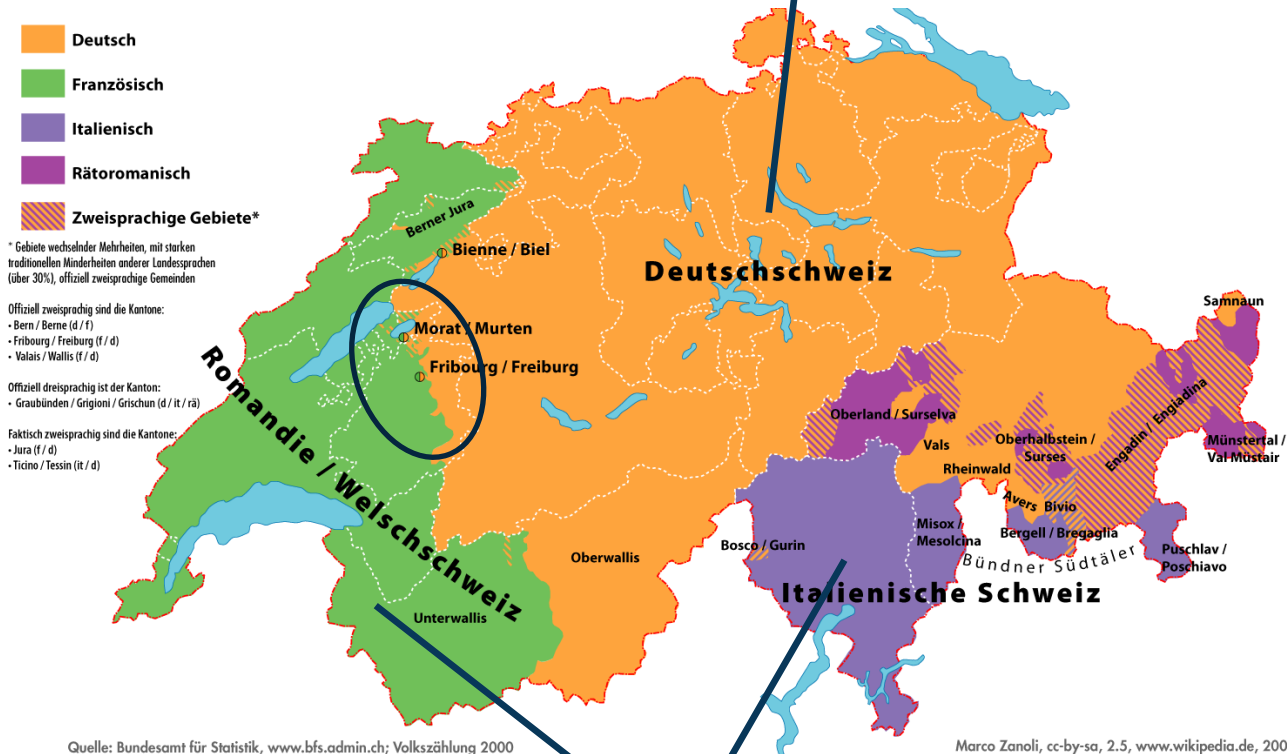 Deutsch
Französisch
Italienisch
Rätoromanisch
Zweisprachige Gebiete*
* Gebiete wechselnder Mehrheiten, mit starken
traditionellen Minderheiten anderer Landessprachen
(über 30%), offiziell zweisprachige Gemeinden
Offiziell zweisprachig sind die Kantone:
• Bern / Berne (d / f)
• Fribourg / Freiburg (f / d)
• Valais / Wallis (f / d)
Offiziell dreisprachig ist der Kanton:
• Graubünden / Grigioni / Grischun (d / it / rä)
Faktisch zweisprachig sind die Kantone:
• Jura (f / d)
• Ticino / Tessin (it / d)
Berner Jura
Bienne / Biel
Deutschschweiz
Morat / Murten
Fribourg / Freiburg
Romandie / Welschschweiz
Samnaun
Oberland / Surselva
Vals
Oberhalbstein /
Surses
Engadin / Engiadina
Münstertal /
Val Müstair
Rheinwald
Avers
Bivio
Misox /
Mesolcina
Bergell / Bregaglia
Bosco / Gurin
Oberwallis
Puschlav /
Poschiavo
Bündner Südtäler
Italienische Schweiz
Unterwallis
Quelle: Bundesamt für Statistik, www.bfs.admin.ch; Volkszählung 2000
Marco Zanoli, cc-by-sa, 2.5, www.wikipedia.de, 200